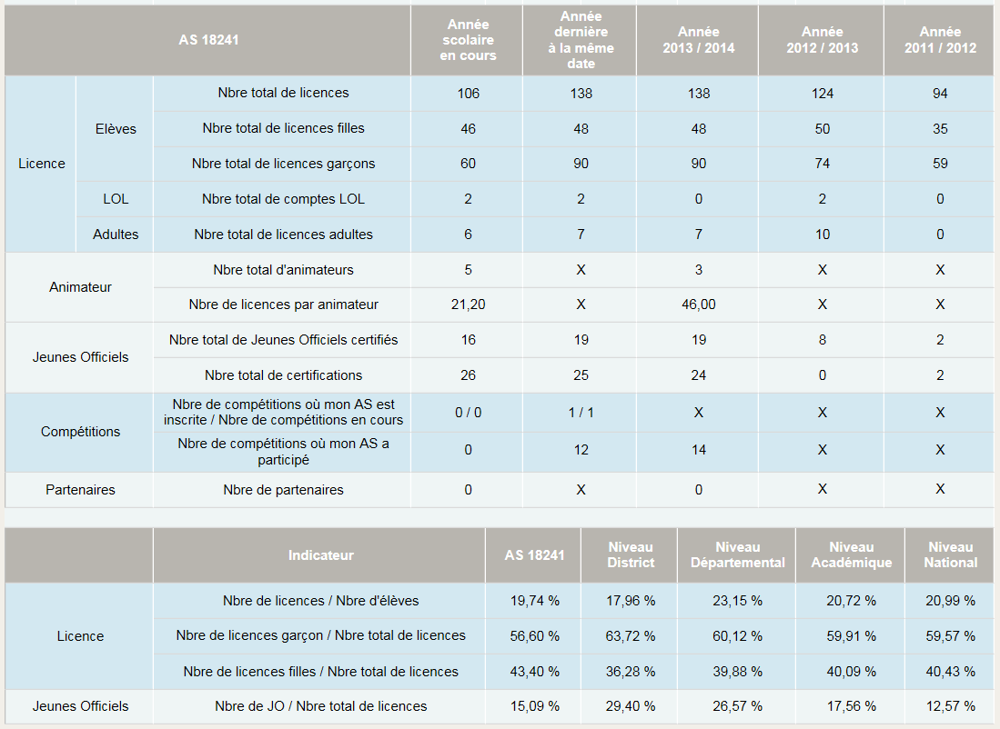 AS 18241 Année scolaire en cours Année dernière à la même date Année 2013 / 2014 Année 2012 / 2013 Année 2011 / 2012
Licence Elèves Nbre total de licences 106 138 138 124 94
Nbre total de licences filles 46 48 48 50 35
Nbre total de licences garçons 60 90 90 74 59
LOL Nbre total de comptes LOL 2 2 0 2 0
Adultes Nbre total de licences adultes 6 7 7 10 0
Animateur Nbre total d'animateurs 5 X 3 X X
Nbre de licences par animateur 21,20 X 46,00 X X
Jeunes Officiels Nbre total de Jeunes Officiels certifiés 16 19 19 8 2
Nbre total de certifications 26 25 24 0 2
Compétitions Nbre de compétitions où mon AS est inscrite / Nbre de compétitions en cours 0 / 0 1 / 1 X X X
Nbre de compétitions où mon AS a participé 0 12 14 X X
Partenaires Nbre de partenaires 0 X 0 X X
Indicateur AS 18241 Niveau District Niveau Départemental Niveau Académique Niveau National
Licence Nbre de licences / Nbre d'élèves 19,74 % 17,96 % 23,15 % 20,72 % 20,99 %
Nbre de licences garçon / Nbre total de licences 56,60 % 63,72 % 60,12 % 59,91 % 59,57 %
Nbre de licences filles / Nbre total de licences 43,40 % 36,28 % 39,88 % 40,09 % 40,43 %
Jeunes Officiels Nbre de JO / Nbre total de licences 15,09 % 29,40 % 26,57 % 17,56 % 12,57 %